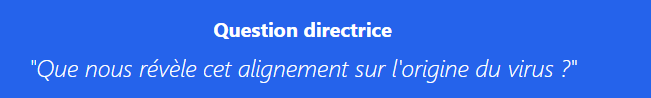 Question directrice
"Que nous révèle cet alignement sur l'origine du virus ?"